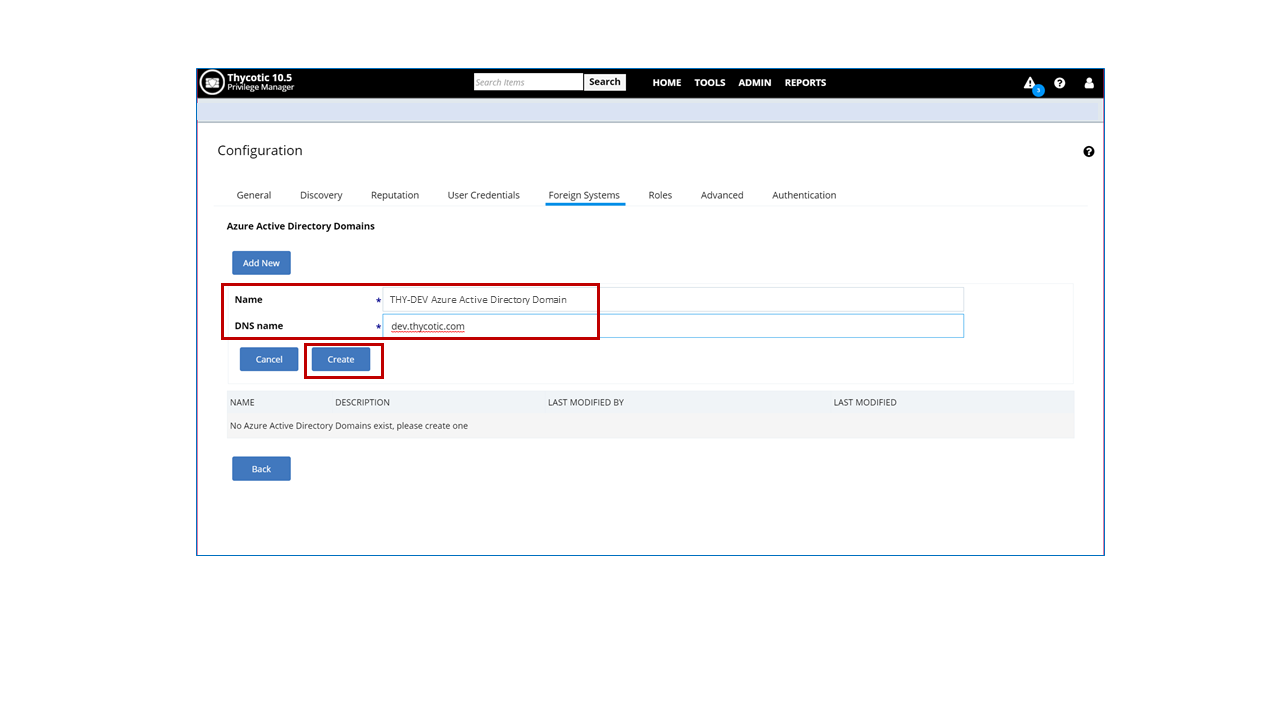 Thycotic 10.5
Privilege Manager
Search Items Search HOME TOOLS ADMIN REPORTS 3 ?
Configuration ?
General Discovery Reputation User Credentials Foreign Systems Roles Advanced Authentication
Azure Active Directory Domains
Add New
Name * THY-DEV Azure Active Directory Domain
DNS name * dev.thycotic.com
Cancel Create
NAME DESCRIPTION LAST MODIFIED BY LAST MODIFIED
No Azure Active Directory Domains exist, please create one
Back